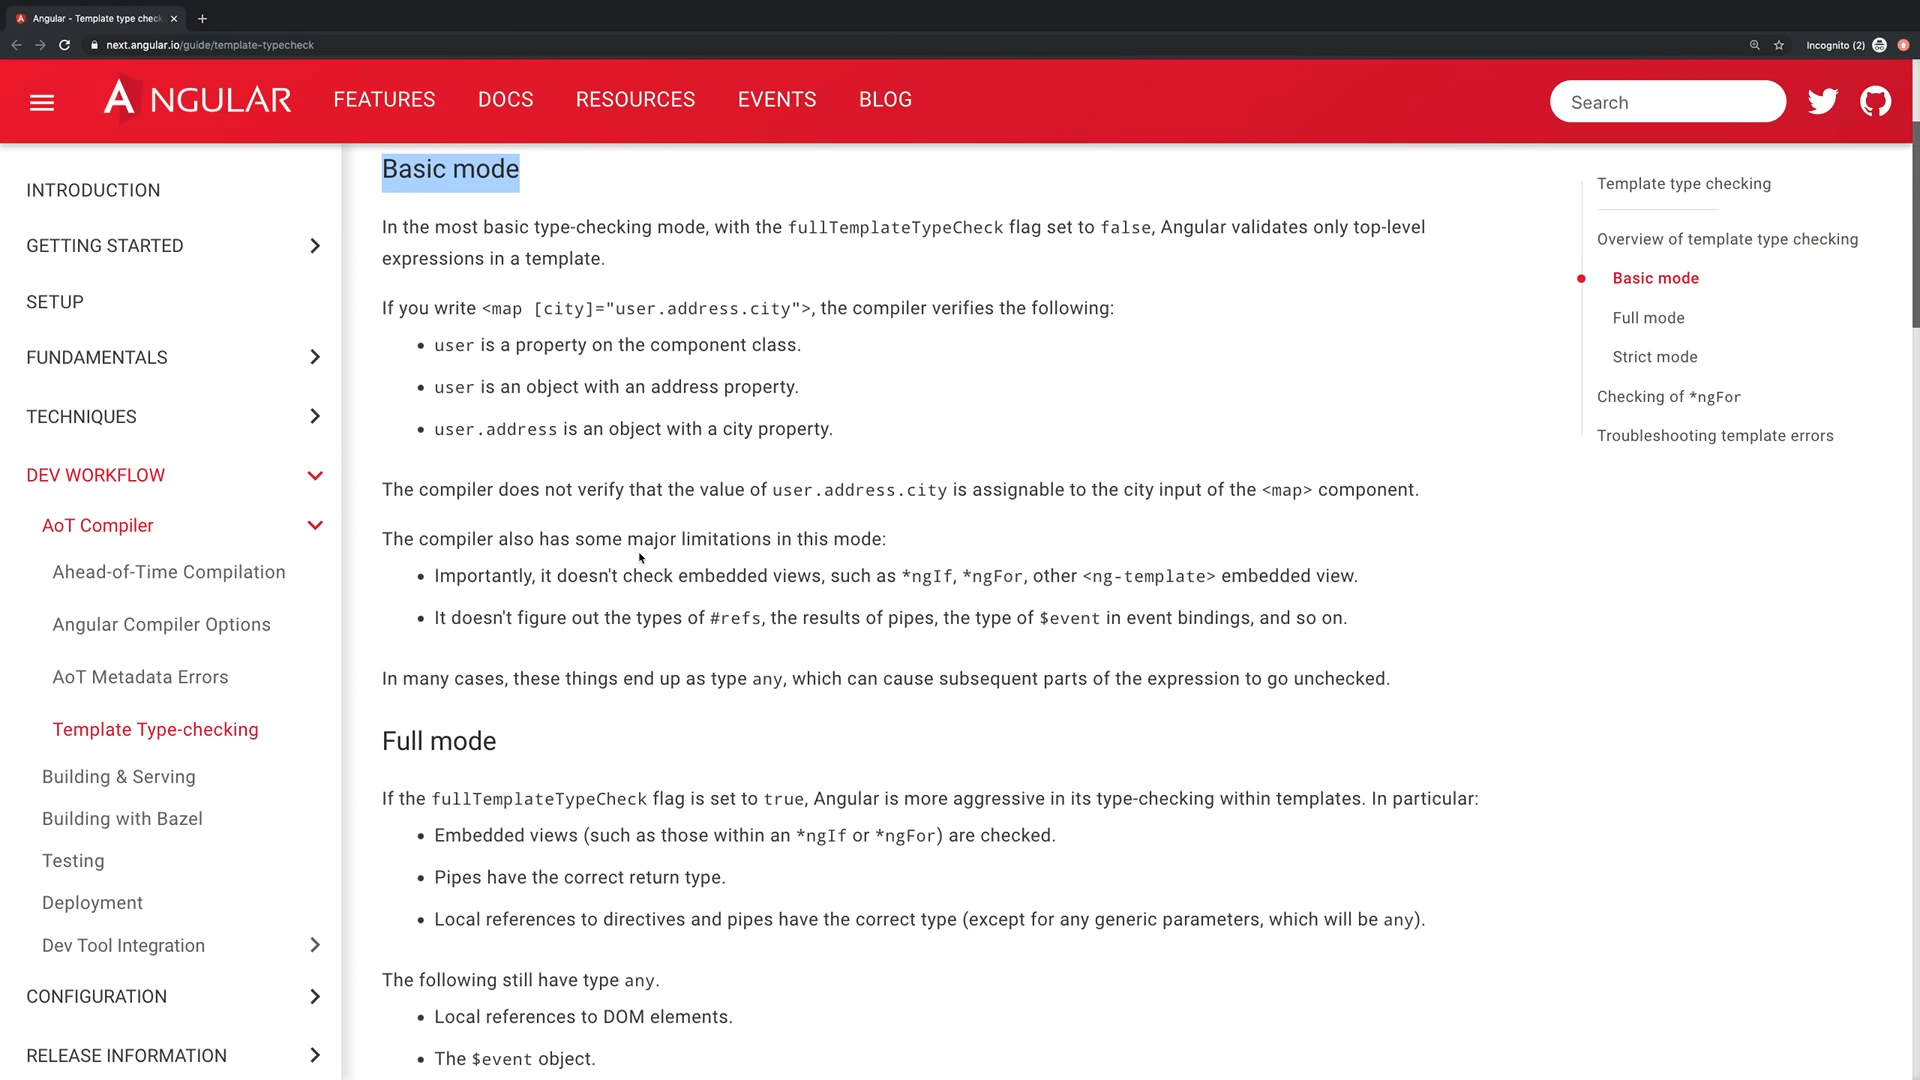 Angular - Template type check
next.angular.io/guide/template-typecheck
Incognito (2)
ANGULAR
FEATURES
DOCS
RESOURCES
EVENTS
BLOG
Search
INTRODUCTION
GETTING STARTED
SETUP
FUNDAMENTALS
TECHNIQUES
DEV WORKFLOW
AoT Compiler
Ahead-of-Time Compilation
Angular Compiler Options
AoT Metadata Errors
Template Type-checking
Building & Serving
Building with Bazel
Testing
Deployment
Dev Tool Integration
CONFIGURATION
RELEASE INFORMATION
Basic mode
In the most basic type-checking mode, with the fullTemplateTypeCheck flag set to false, Angular validates only top-level
expressions in a template.
If you write <map [city]="user.address.city">, the compiler verifies the following:
• user is a property on the component class.
• user is an object with an address property.
• user.address is an object with a city property.
The compiler does not verify that the value of user.address.city is assignable to the city input of the <map> component.
The compiler also has some major limitations in this mode:
• Importantly, it doesn't check embedded views, such as *ngIf, *ngFor, other <ng-template> embedded view.
• It doesn't figure out the types of #refs, the results of pipes, the type of $event in event bindings, and so on.
In many cases, these things end up as type any, which can cause subsequent parts of the expression to go unchecked.
Full mode
If the fullTemplateTypeCheck flag is set to true, Angular is more aggressive in its type-checking within templates. In particular:
• Embedded views (such as those within an *ngIf or *ngFor) are checked.
• Pipes have the correct return type.
• Local references to directives and pipes have the correct type (except for any generic parameters, which will be any).
The following still have type any.
• Local references to DOM elements.
• The $event object.
Template type checking
Overview of template type checking
Basic mode
Full mode
Strict mode
Checking of *ngFor
Troubleshooting template errors